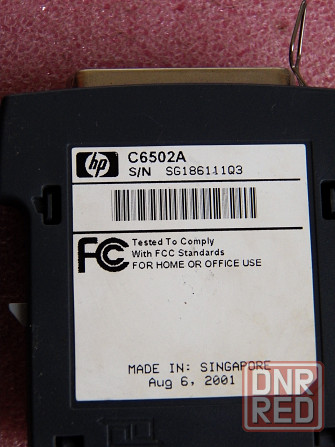 hp
C6502A
S/N SG186111Q3
FC
Tested To Comply
With FCC Standards
FOR HOME OR OFFICE USE
MADE IN: SINGAPORE
Aug 6, 2001
DNR
RED